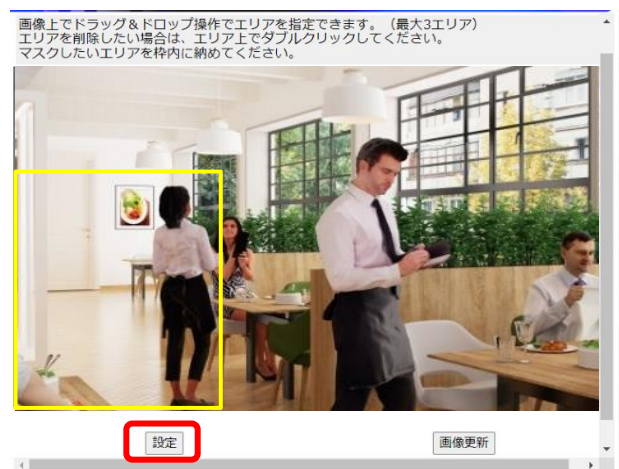 画像上でドラッグ＆ドロップ操作でエリアを指定できます。（最大3エリア）
エリアを削除したい場合は、エリア上でダブルクリックしてください。
マスクしたいエリアを枠内に納めてください。
設定
画像更新